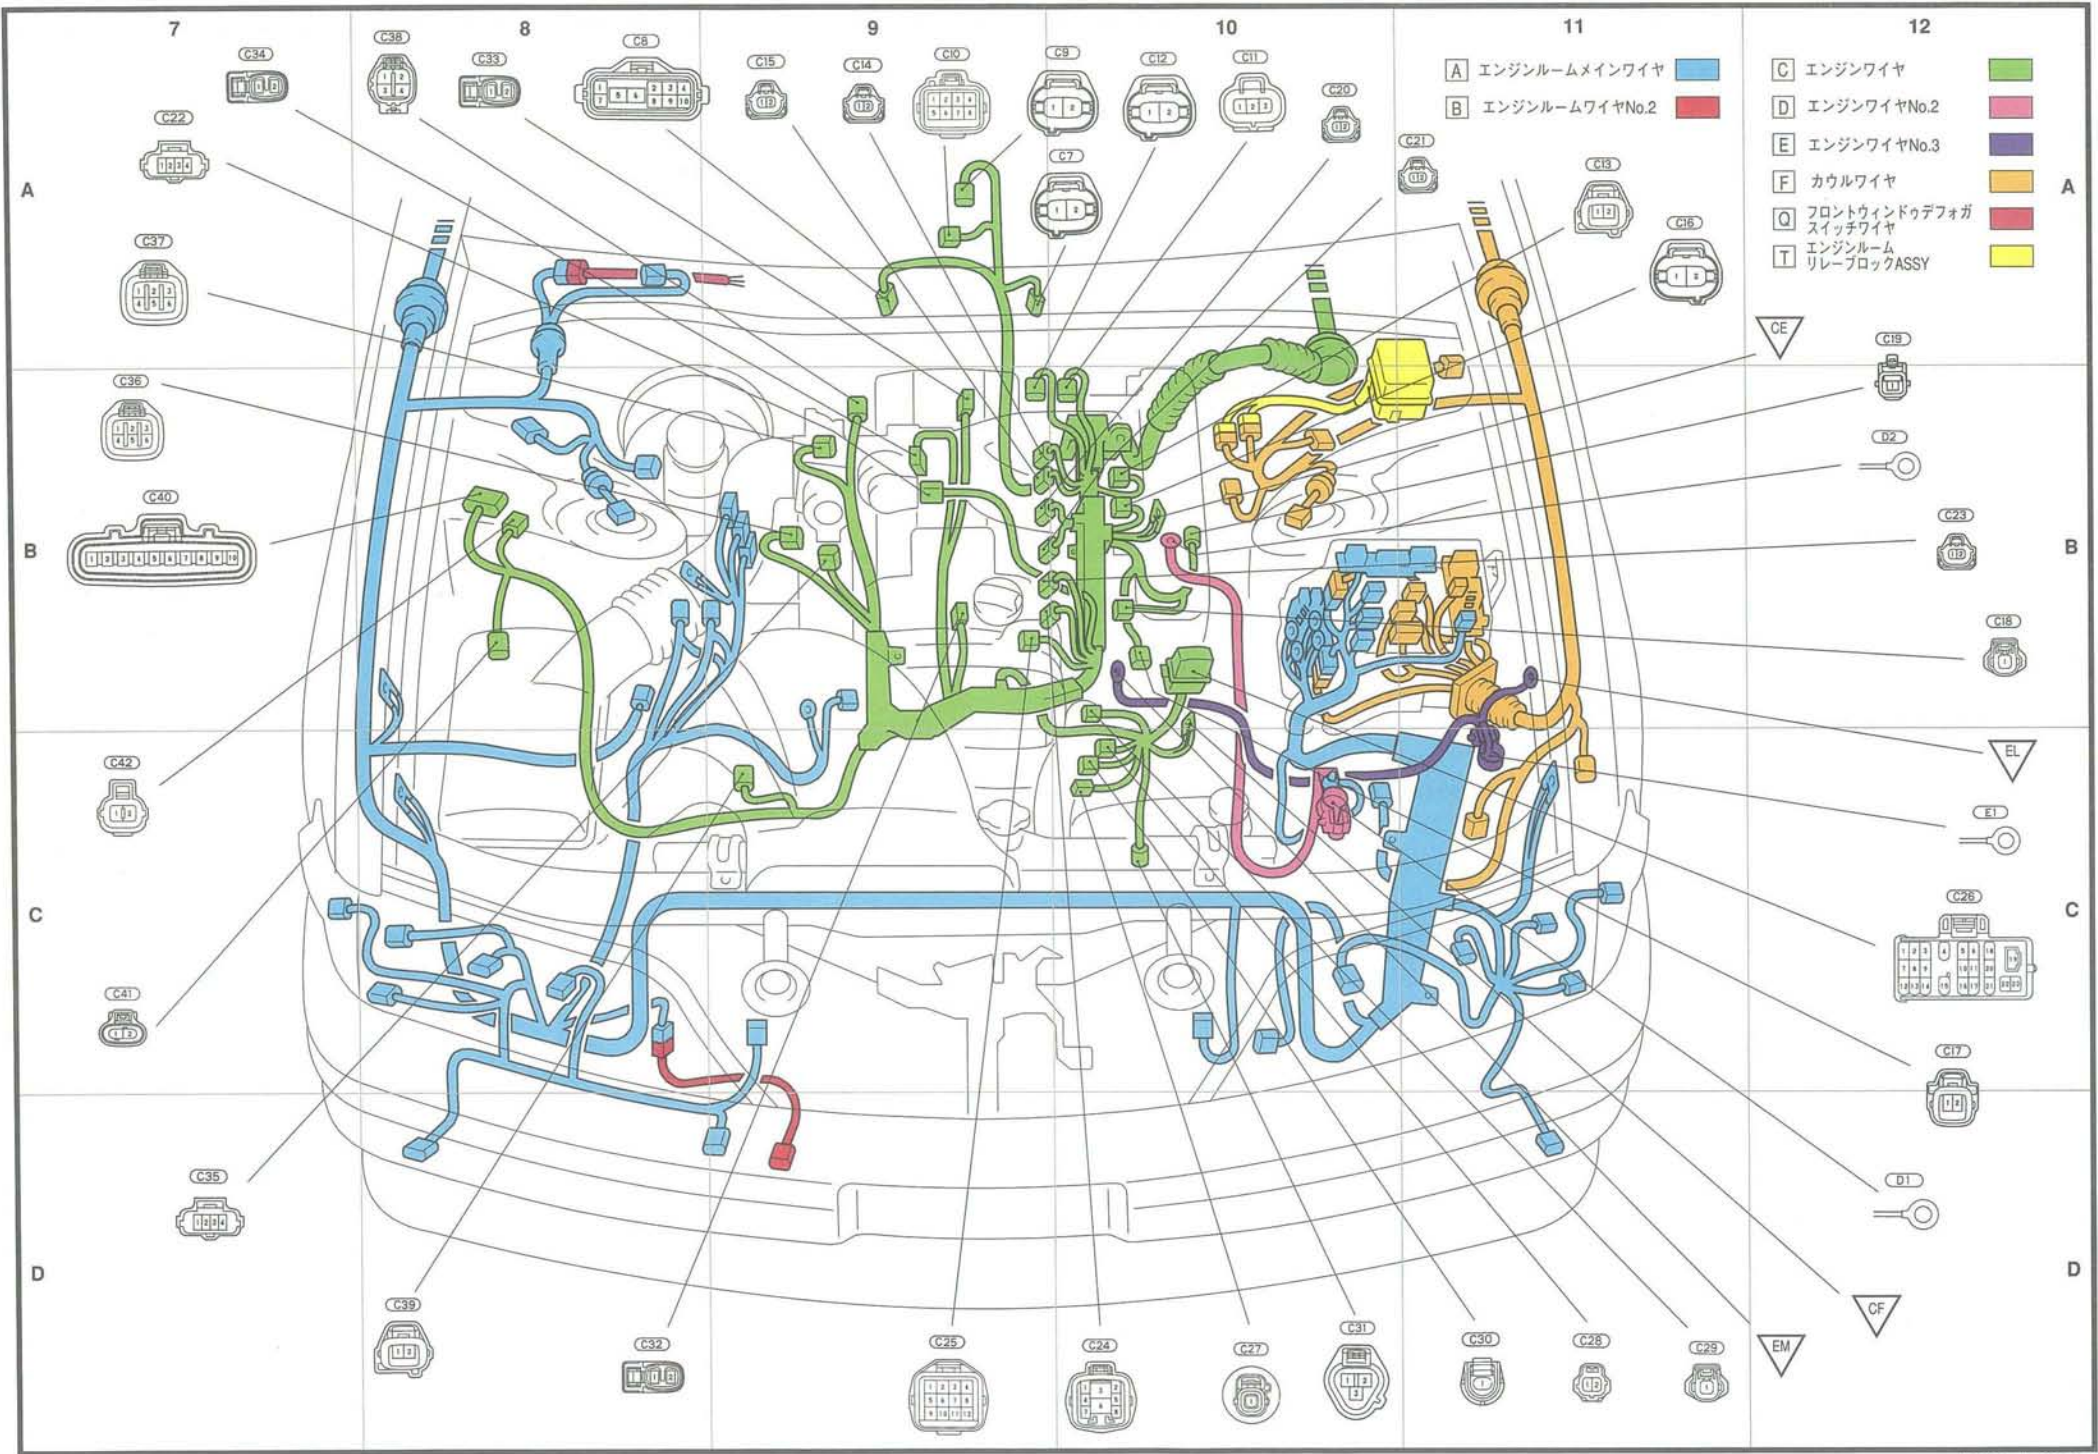 7 8 9 10 11 12
C34 C38 C33 C8 C15 C14 C10 C9 C12 C11 C20
A エンジンルームメインワイヤ
B エンジンルームワイヤNo.2
C エンジンワイヤ
D エンジンワイヤNo.2
E エンジンワイヤNo.3
F カウルワイヤ
Q フロントウィンドゥデフォガ
スイッチワイヤ
T エンジンルーム
リレーブロックASSY
C22
C7
C21
C13
C16
A A
C37
CE
C19
C36
D2
C40
C23
B B
C18
C42
EL
E1
C C
C26
C41
C17
C35
D1
D D
CF
C39
C32
C25
C24
C27
C31
C30
C28
C29
EM